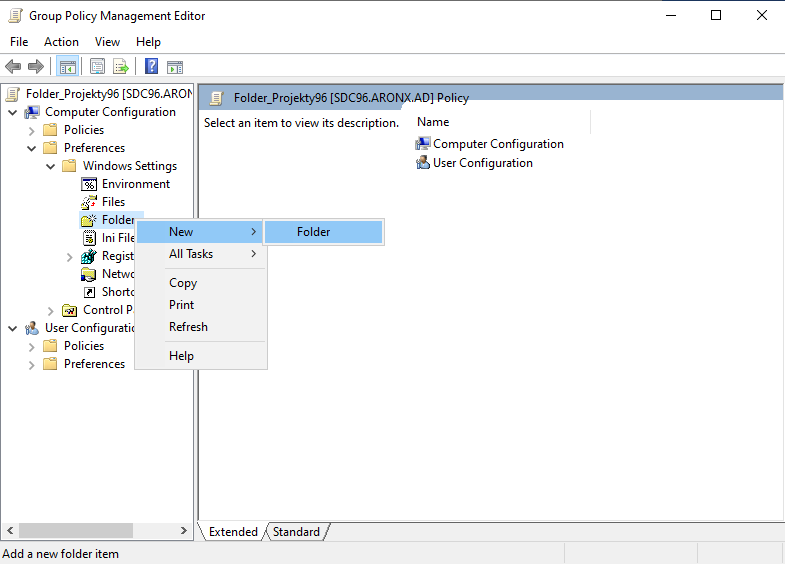 Group Policy Management Editor
File Action View Help
Folder_Projekty96 [SDC96.ARON
Computer Configuration
Policies
Preferences
Windows Settings
Environment
Files
Folder
Ini File
Regist
Netwo
Shortc
Control P
User Configuratio
Policies
Preferences
New
All Tasks
Copy
Print
Refresh
Help
Folder
Folder_Projekty96 [SDC96.ARONX.AD] Policy
Select an item to view its description.
Name
Computer Configuration
User Configuration
Extended Standard
Add a new folder item